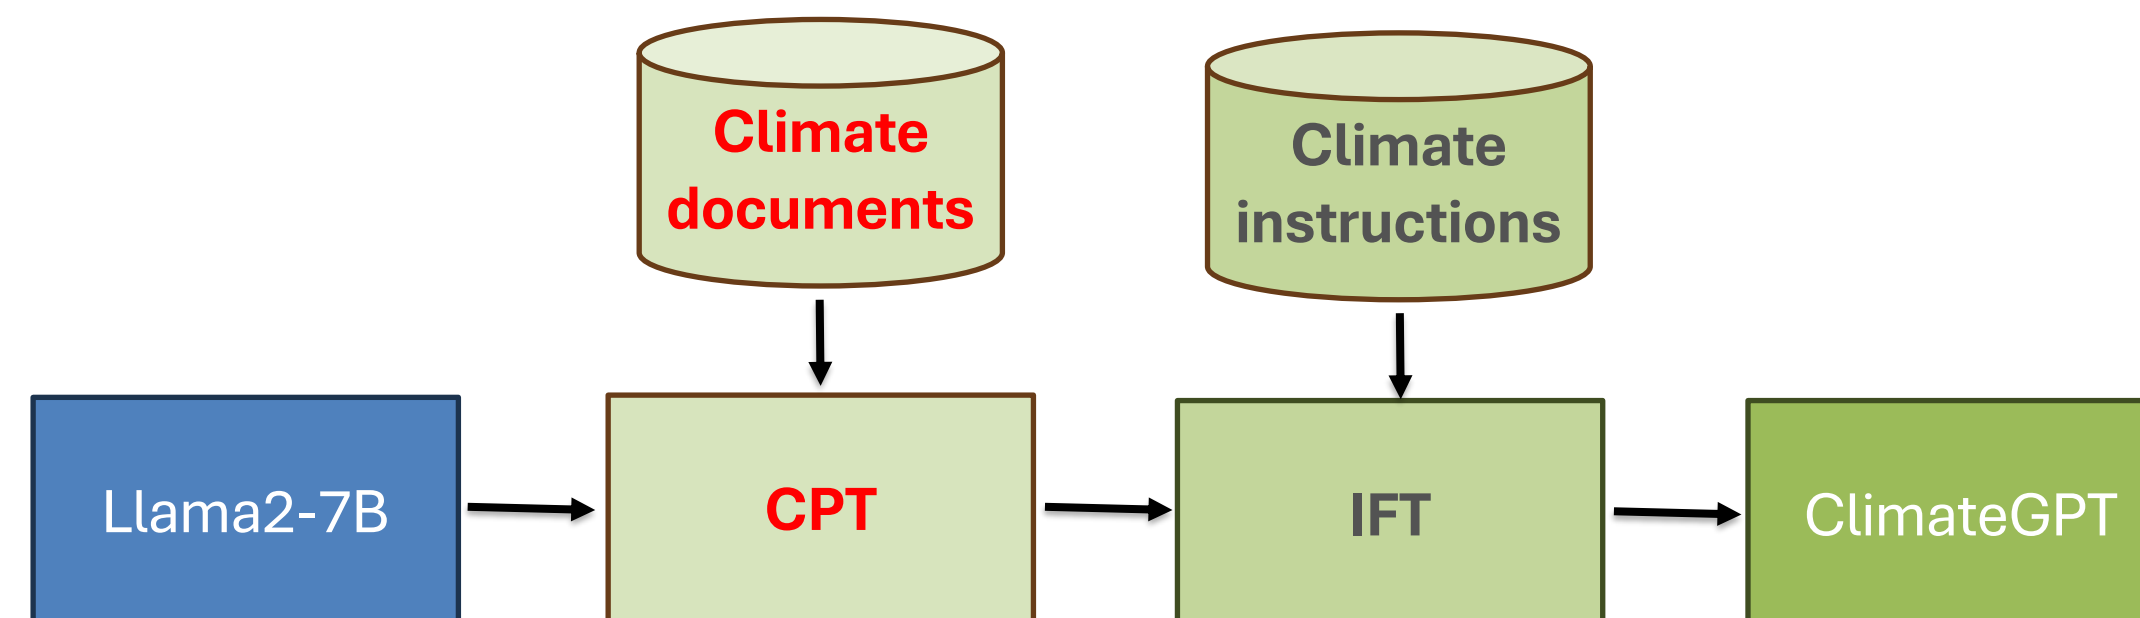 Climate
documents
Climate
instructions
Llama2-7B
CPT
IFT
ClimateGPT